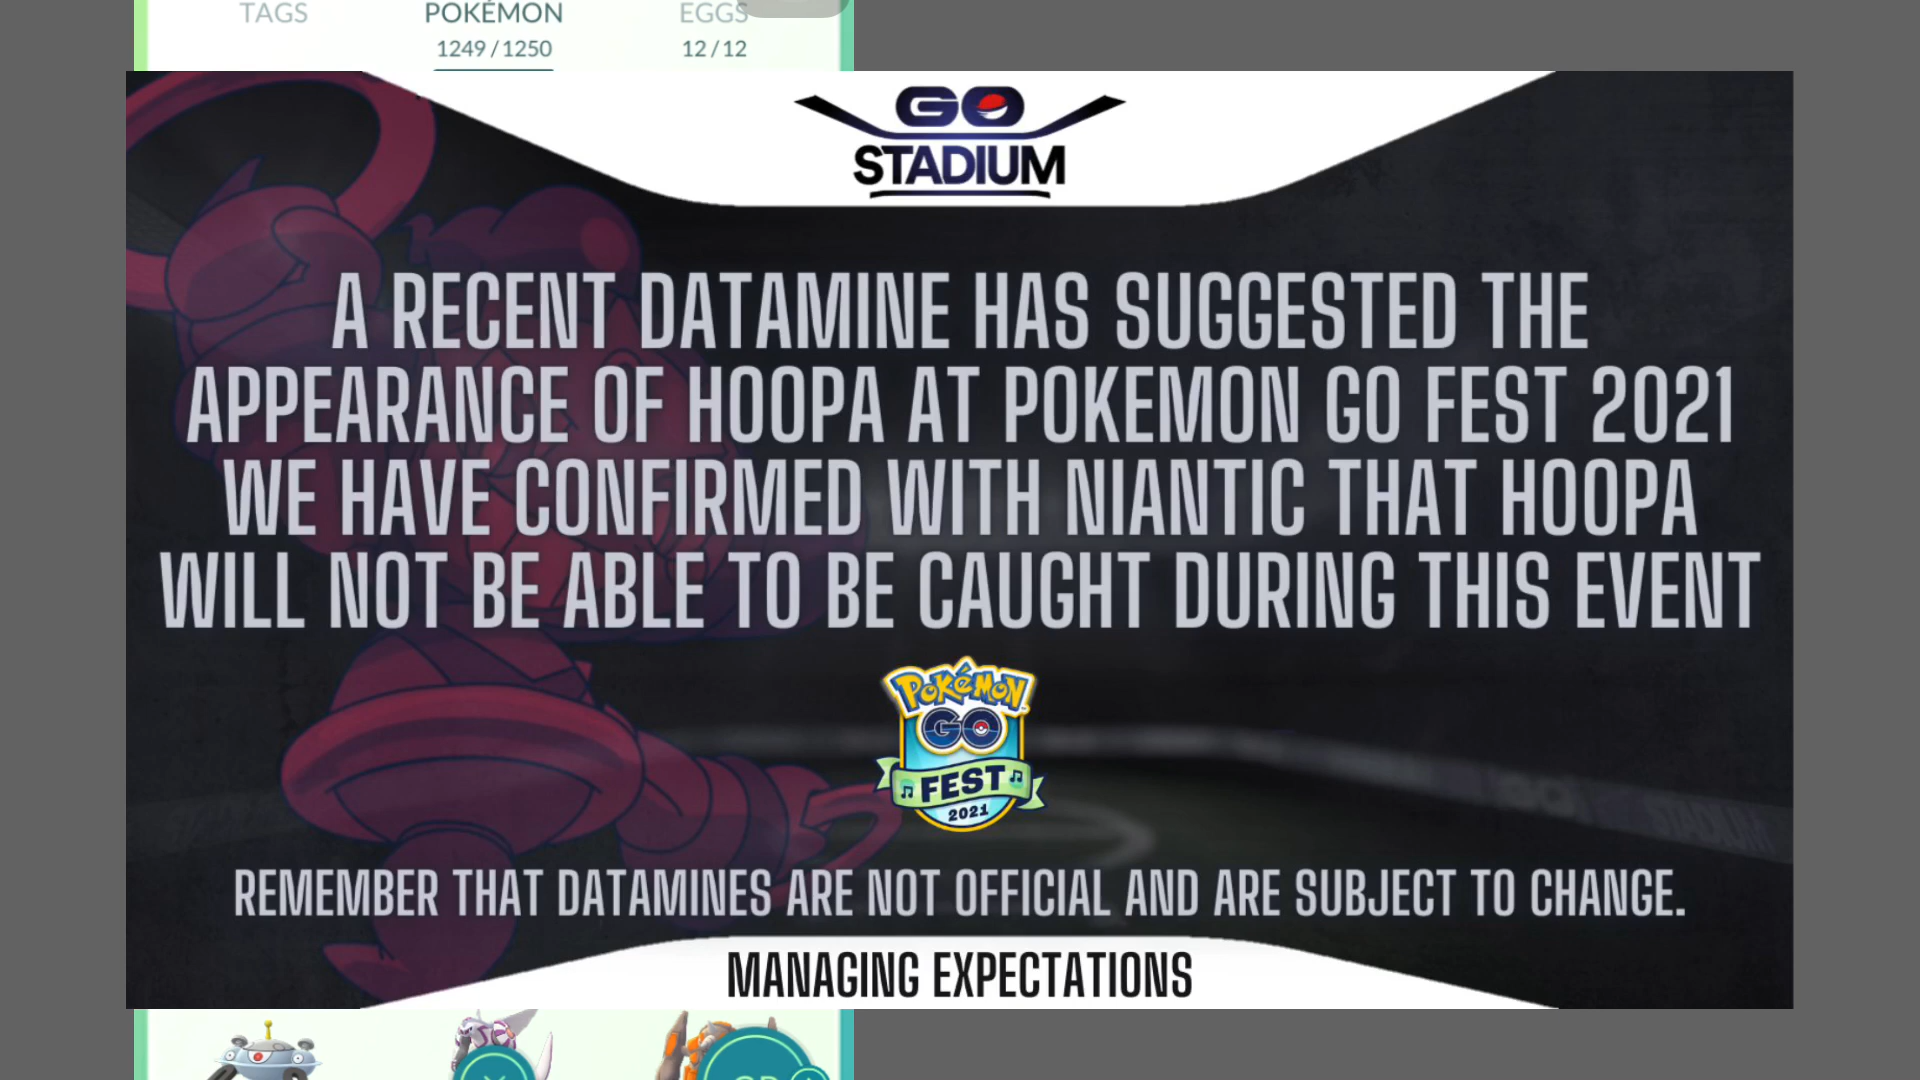 TAGS POKÉMON EGGS
1249 / 1250 12 / 12
GO
STADIUM
A RECENT DATAMINE HAS SUGGESTED THE
APPEARANCE OF HOOPA AT POKEMON GO FEST 2021
WE HAVE CONFIRMED WITH NIANTIC THAT HOOPA
WILL NOT BE ABLE TO BE CAUGHT DURING THIS EVENT
POKéMON
GO
FEST
2021
STADIUM
REMEMBER THAT DATAMINES ARE NOT OFFICIAL AND ARE SUBJECT TO CHANGE.
MANAGING EXPECTATIONS